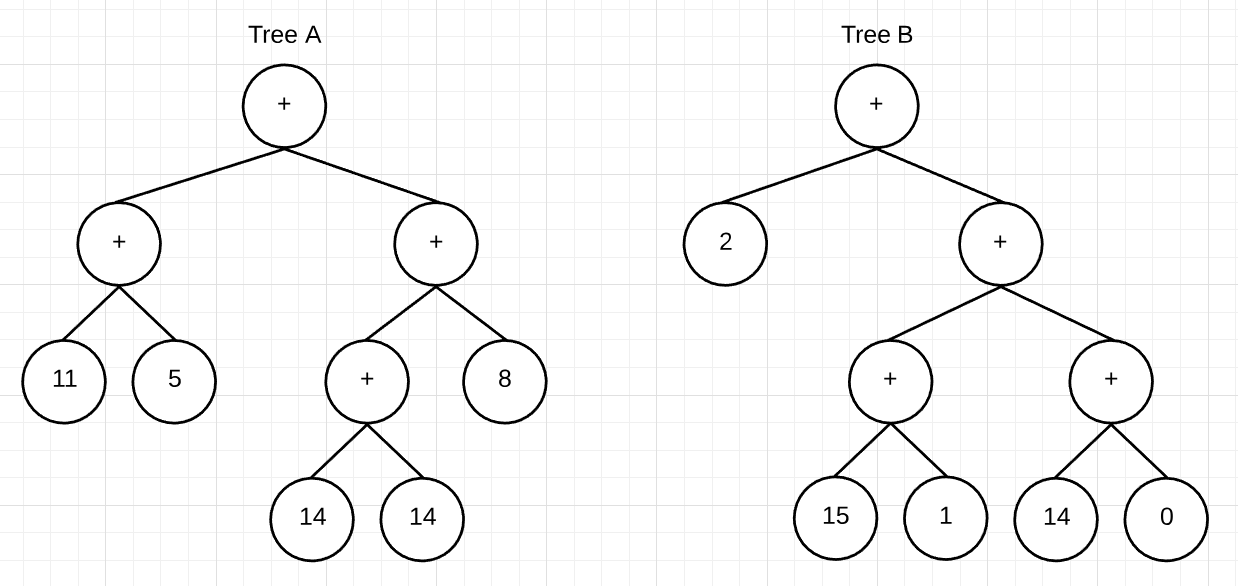 Tree A Tree B
+ +
+ + 2 +
11 5 + 8 + +
14 14 15 1 14 0